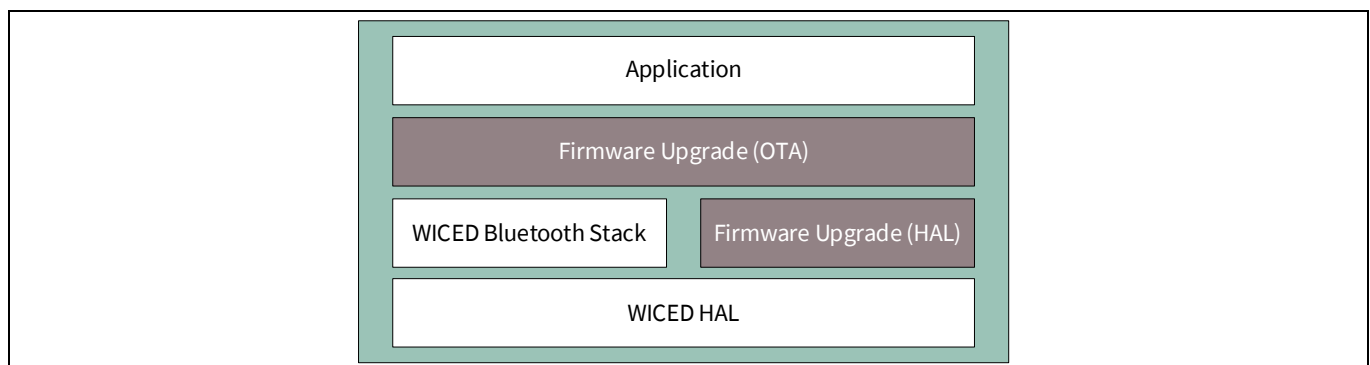 Application
Firmware Upgrade (OTA)
WICED Bluetooth Stack
Firmware Upgrade (HAL)
WICED HAL